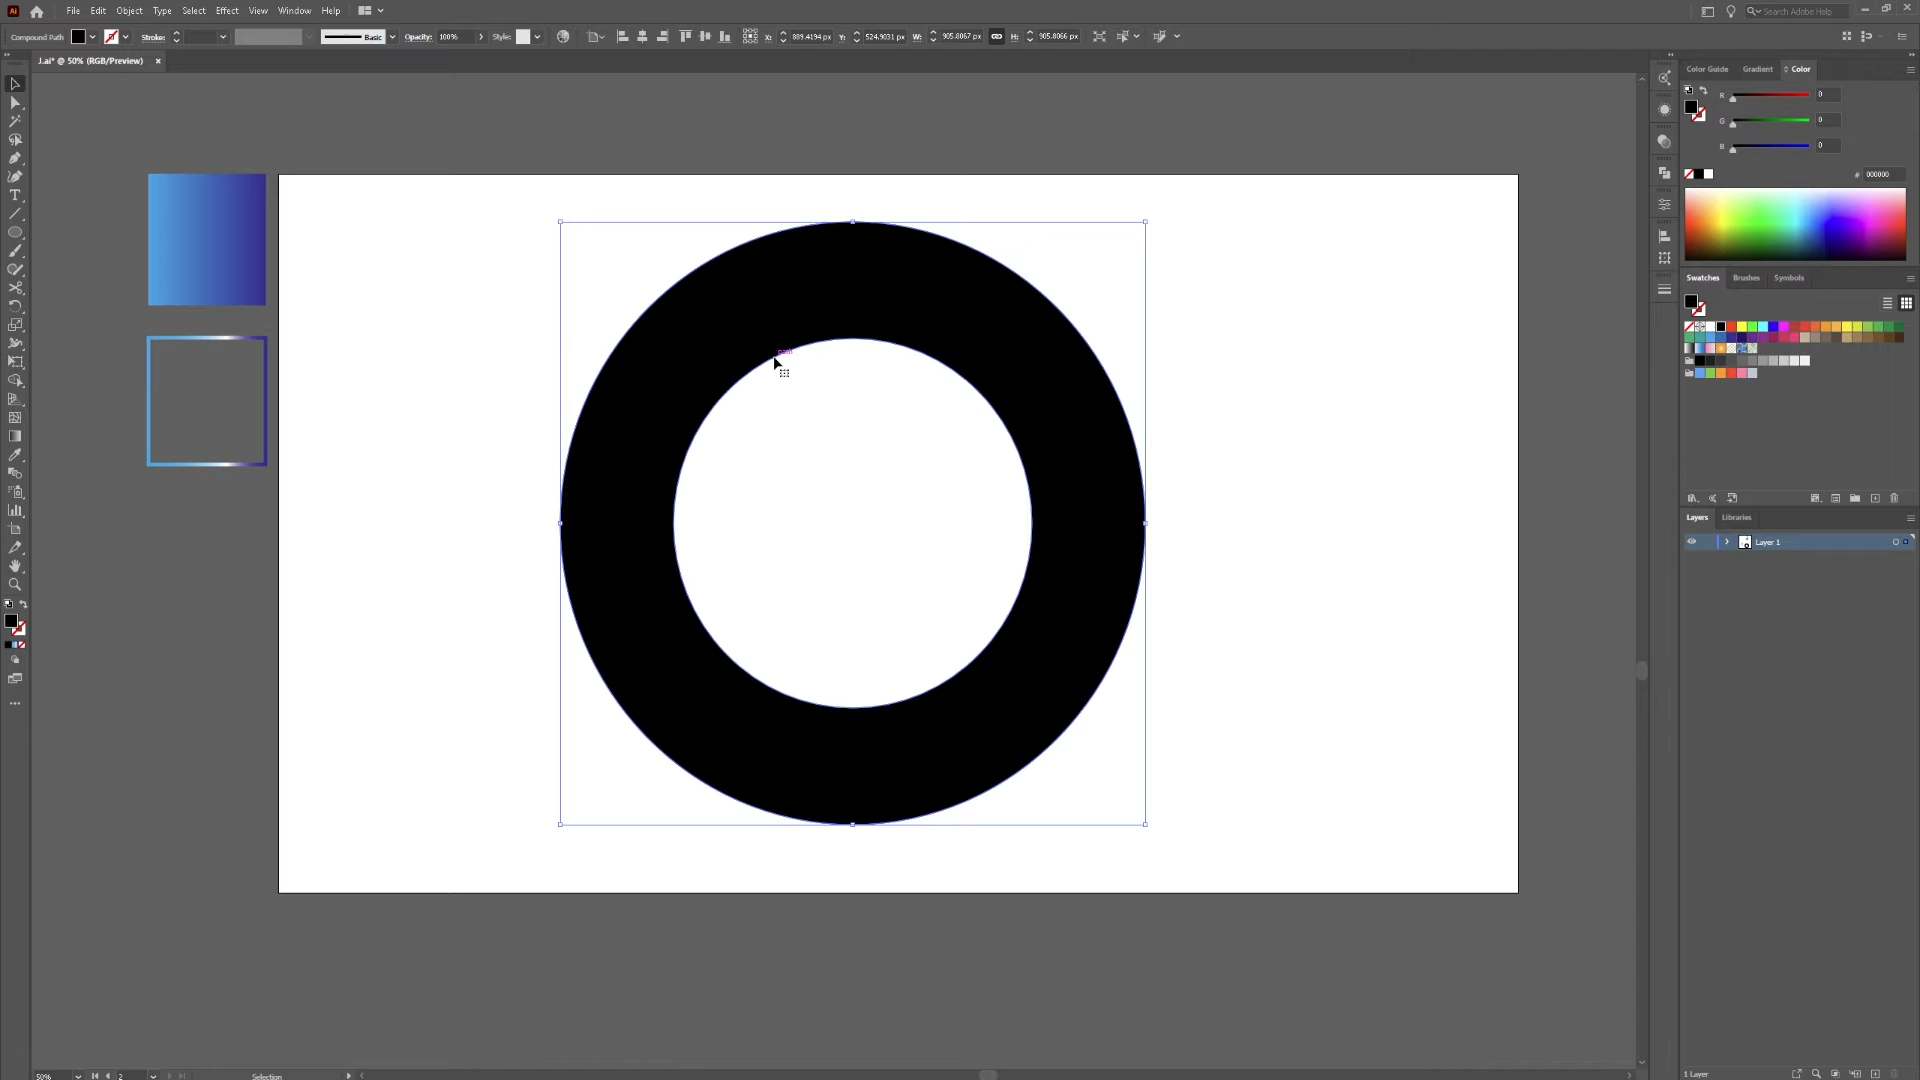 Ai File Edit Object Type Select Effect View Window Help Search Adobe Help
Compound Path Stroke: Basic Opacity: 100% Style: X: 889.4194 px Y: 524.9031 px W: 905.8067 px H: 905.8066 px
J.ai* @ 50% (RGB/Preview) ×
Color Guide Gradient Color
R 0
G 0
B 0
# 000000
Swatches Brushes Symbols
path
Layers Libraries
Layer 1
50% 2 Selection
1 Layer